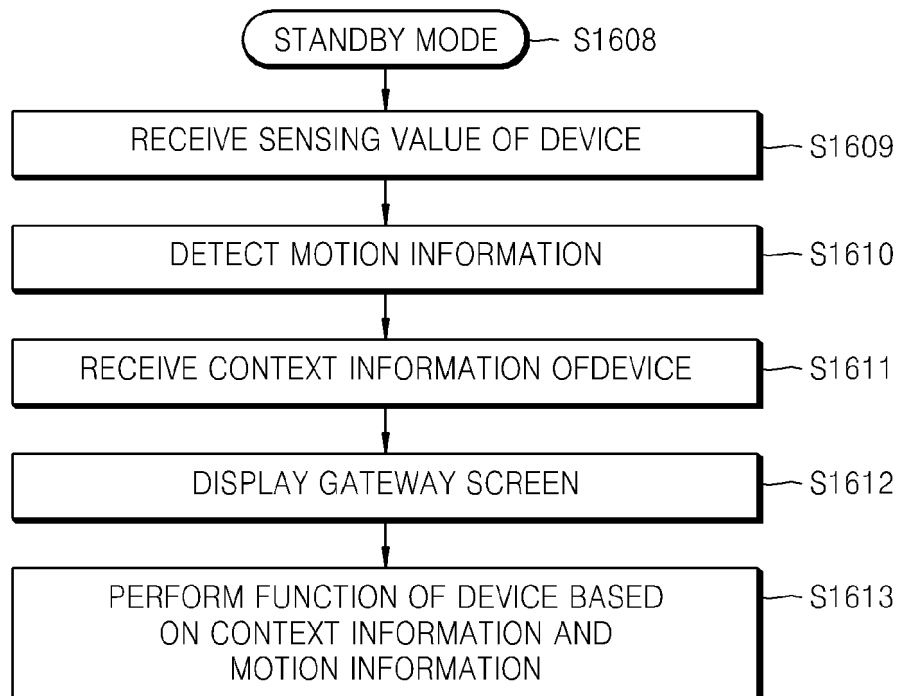 STANDBY MODE S1608
RECEIVE SENSING VALUE OF DEVICE S1609
DETECT MOTION INFORMATION S1610
RECEIVE CONTEXT INFORMATION OFDEVICE S1611
DISPLAY GATEWAY SCREEN S1612
PERFORM FUNCTION OF DEVICE BASED S1613
ON CONTEXT INFORMATION AND
MOTION INFORMATION